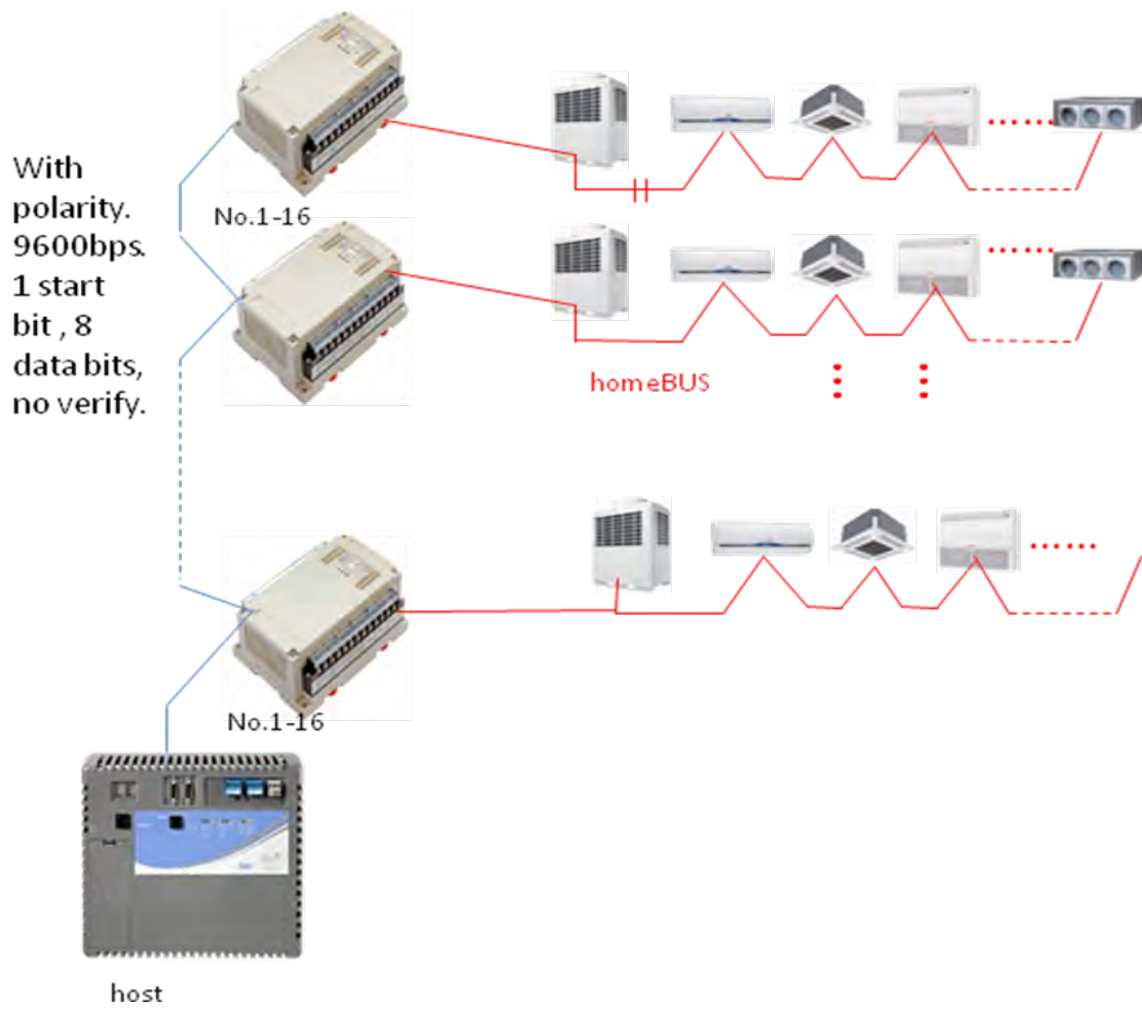 With
polarity.
9600bps.
1 start
bit , 8
data bits,
no verify.
No.1-16
homeBUS
No.1-16
host